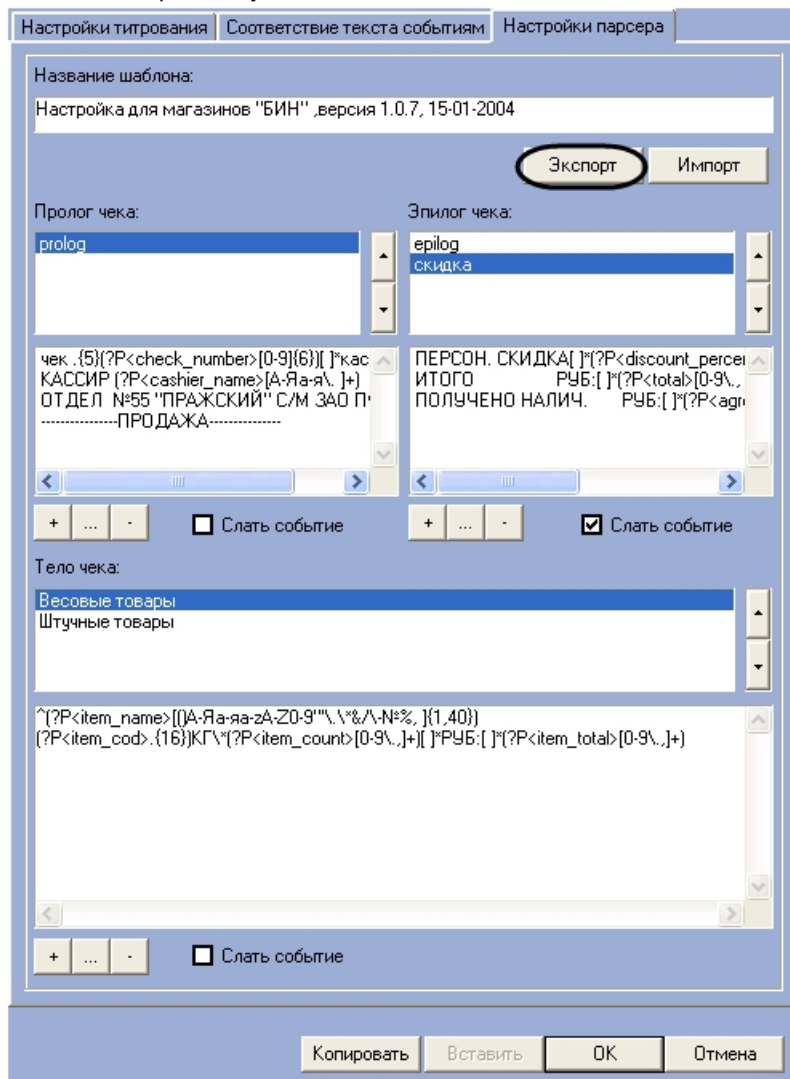 Настройки титрования Соответствие текста событиям Настройки парсера
Название шаблона:
Настройка для магазинов "БИН" ,версия 1.0.7, 15-01-2004
Экспорт Импорт
Пролог чека: Эпилог чека:
prolog
epilog
скидка
чек .{5}(?P<check_number>[0-9]{6})[ ]*кас
КАССИР (?P<cashier_name>[А-Яа-я\. ]+)
ОТДЕЛ №55 "ПРАЖСКИЙ" С/М ЗАО
---------------ПРОДАЖА--------------
ПЕРСОН. СКИДКА[ ]*(?P<discount_percer
ИТОГО РУБ:[ ]*(?P<total>[0-9\.,
ПОЛУЧЕНО НАЛИЧ. РУБ:[ ]*(?P<agr
+ ... - Слать событие + ... - Слать событие
Тело чека:
Весовые товары
Штучные товары
^(?P<item_name>[()А-Яа-яa-zA-Z0-9'"\.\*&/\-№%, ]{1,40})
(?P<item_cod>.{16})КГ\*(?P<item_count>[0-9\.,]+)[ ]*РУБ:[ ]*(?P<item_total>[0-9\.,]+)
+ ... - Слать событие
Копировать Вставить OK Отмена